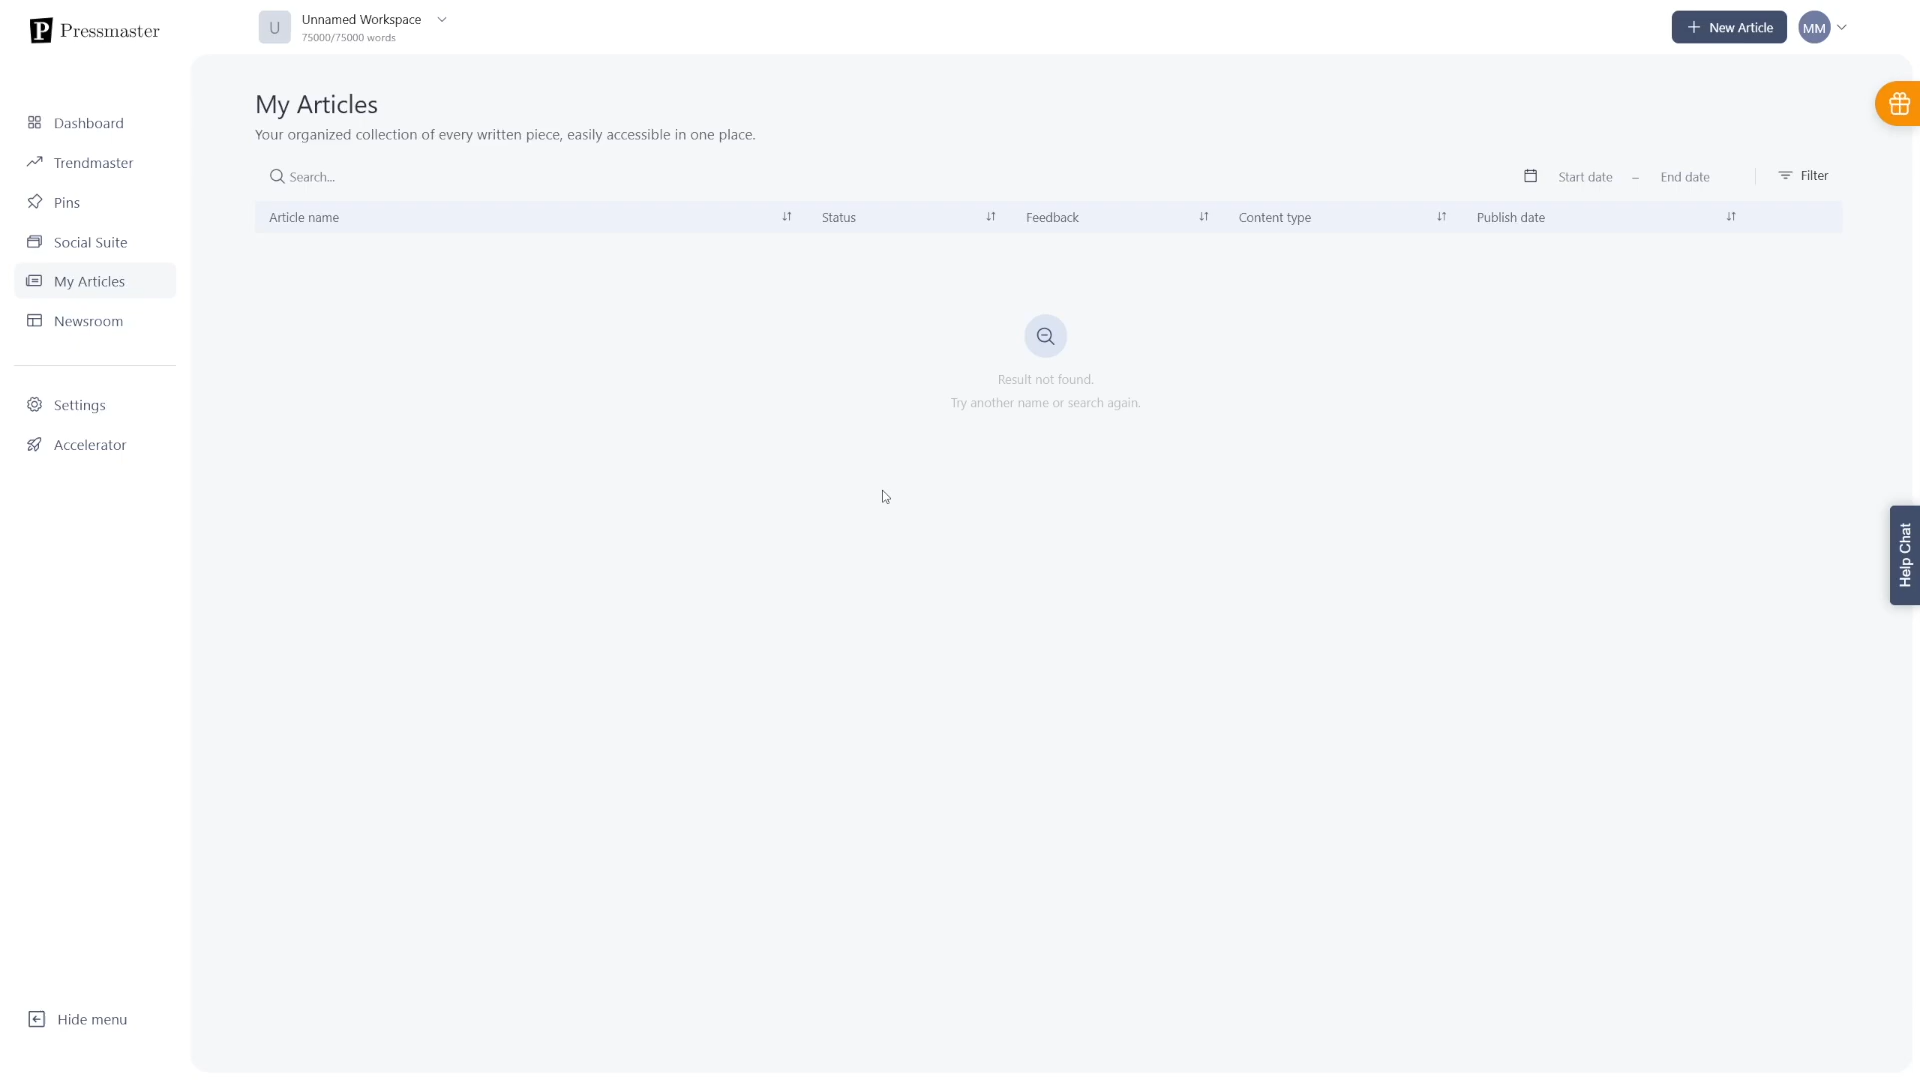 P Pressmaster
U
Unnamed Workspace
75000/75000 words
New Article
MM
Dashboard
Trendmaster
Pins
Social Suite
My Articles
Newsroom
Settings
Accelerator
Hide menu
My Articles
Your organized collection of every written piece, easily accessible in one place.
Search...
Start date – End date
Filter
Article name Status Feedback Content type Publish date
Result not found.
Try another name or search again.
Help Chat